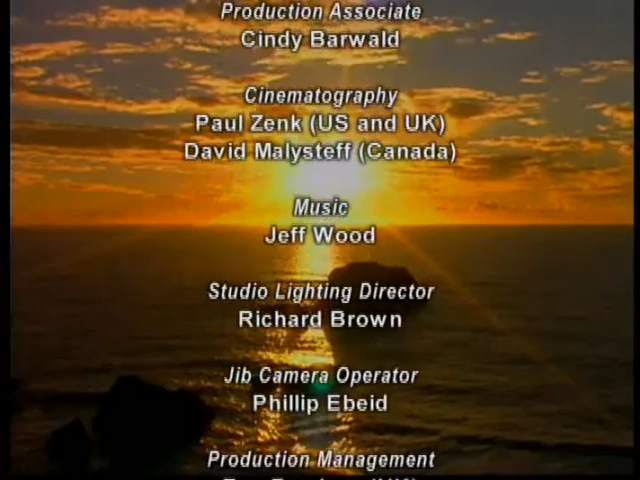 Production Associate
Cindy Barwald
Cinematography
Paul Zenk (US and UK)
David Malysteff (Canada)
Music
Jeff Wood
Studio Lighting Director
Richard Brown
Jib Camera Operator
Phillip Ebeid
Production Management